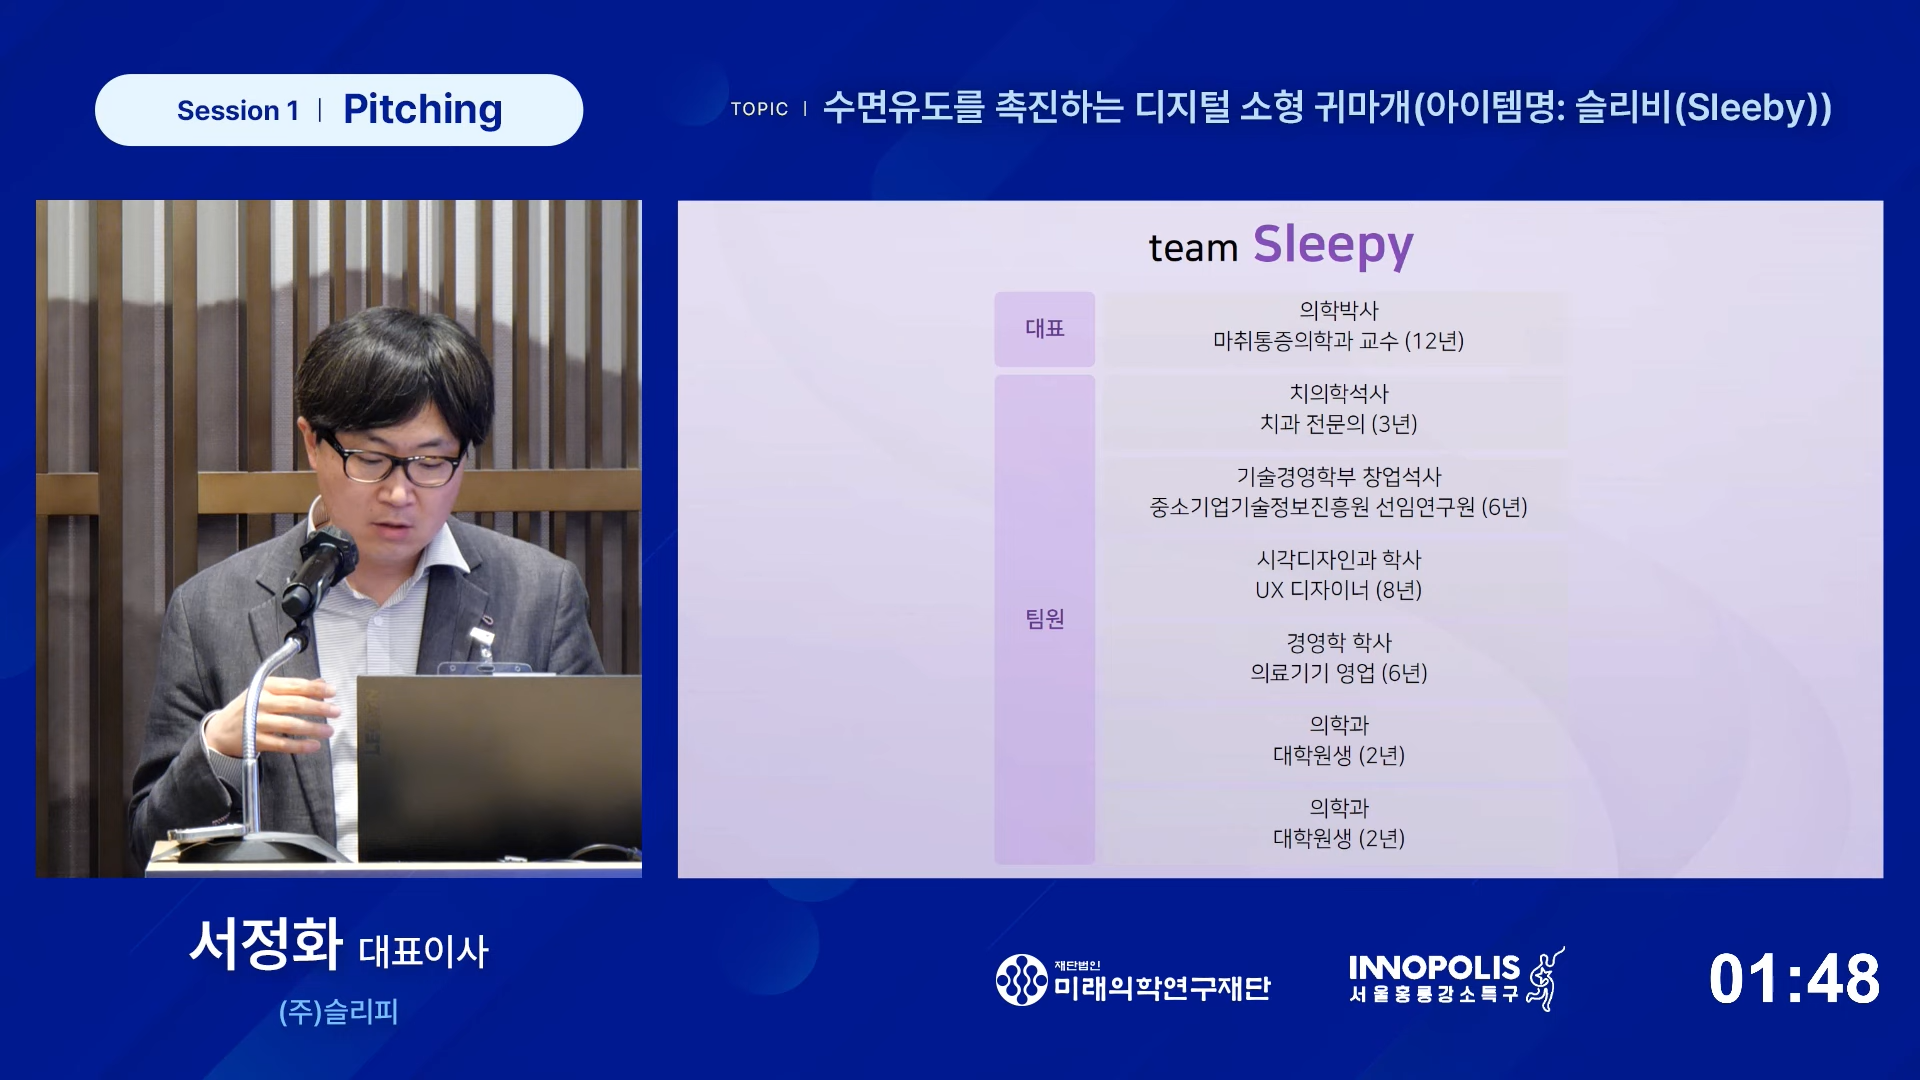 Session 1 | Pitching
TOPIC | 수면유도를 촉진하는 디지털 소형 귀마개(아이템명: 슬리비(Sleeby))
team Sleepy
대표
의학박사
마취통증의학과 교수 (12년)
팀원
치의학석사
치과 전문의 (3년)
기술경영학부 창업석사
중소기업기술정보진흥원 선임연구원 (6년)
시각디자인과 학사
UX 디자이너 (8년)
경영학 학사
의료기기 영업 (6년)
의학과
대학원생 (2년)
의학과
대학원생 (2년)
서정화 대표이사
(주)슬리피
재단법인
미래의학연구재단
INNOPOLIS
서울홍릉강소특구
01:48